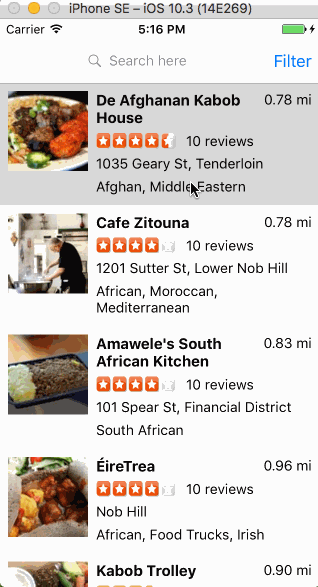 iPhone SE – iOS 10.3 (14E269)
Carrier 5:16 PM
Search here Filter
De Afghanan Kabob 0.78 mi
House
10 reviews
1035 Geary St, Tenderloin
Afghan, Middle Eastern
Cafe Zitouna 0.78 mi
10 reviews
1201 Sutter St, Lower Nob Hill
African, Moroccan,
Mediterranean
Amawele's South 0.83 mi
African Kitchen
10 reviews
101 Spear St, Financial District
South African
ÉireTrea 0.96 mi
10 reviews
Nob Hill
African, Food Trucks, Irish
Kabob Trolley 0.90 mi